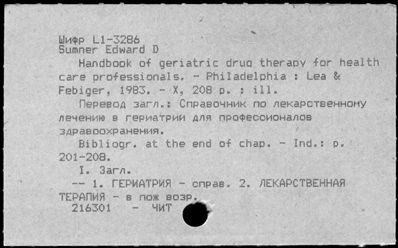 Шифр L1-3286
Sumner Edward D
Handbook of geriatric drug therapy for health
care professionals. - Philadelphia : Lea &
Febiger, 1983. - X, 208 p. : ill.
Перевод загл.: Справочник по лекарственному
лечению в гериатрии для профессионалов
здравоохранения.
Bibliogr. at the end of chap. - Ind.: p.
201-208.
I. Загл.
-- 1. ГЕРИАТРИЯ - справ. 2. ЛЕКАРСТВЕННАЯ
ТЕРАПИЯ - в пож возр.
216301 - ЧИТ